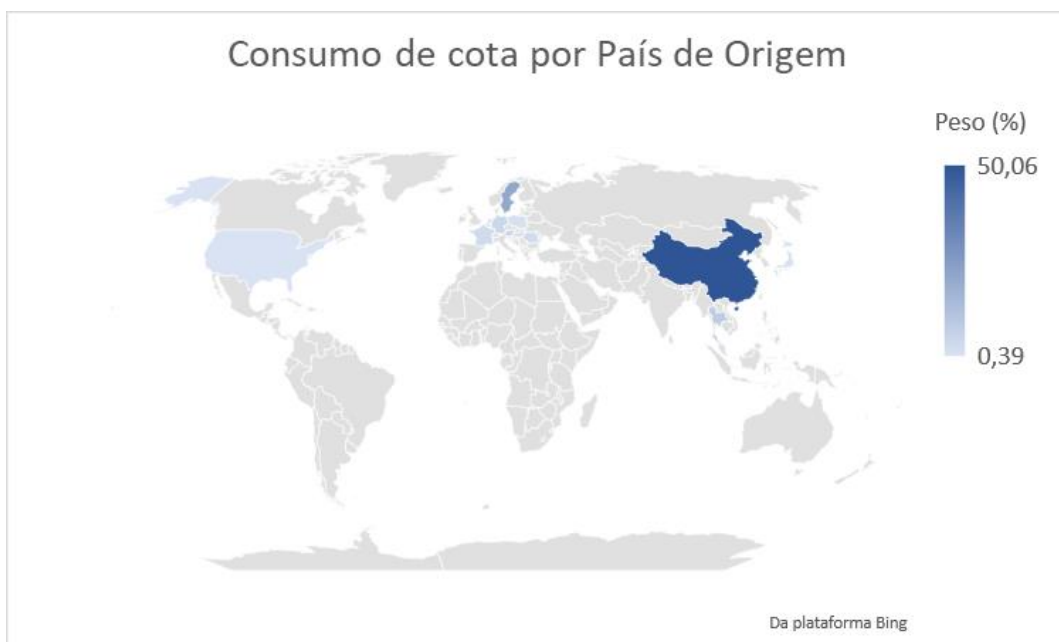 Consumo de cota por País de Origem
Peso (%)
50,06
0,39
Da plataforma Bing